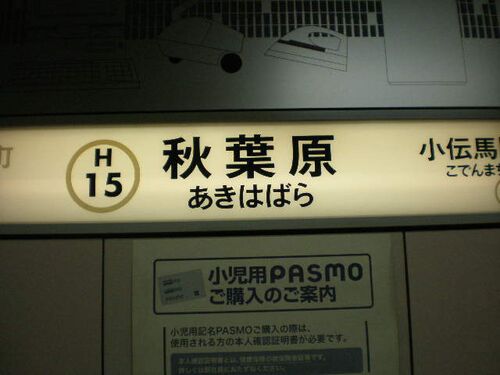 町
H
15
秋葉原
あきはばら
小伝馬
こでんま
小児用PASMO
ご購入のご案内
小児用記名PASMOご購入の際は、
使用される方の本人確認証明書が必要です。